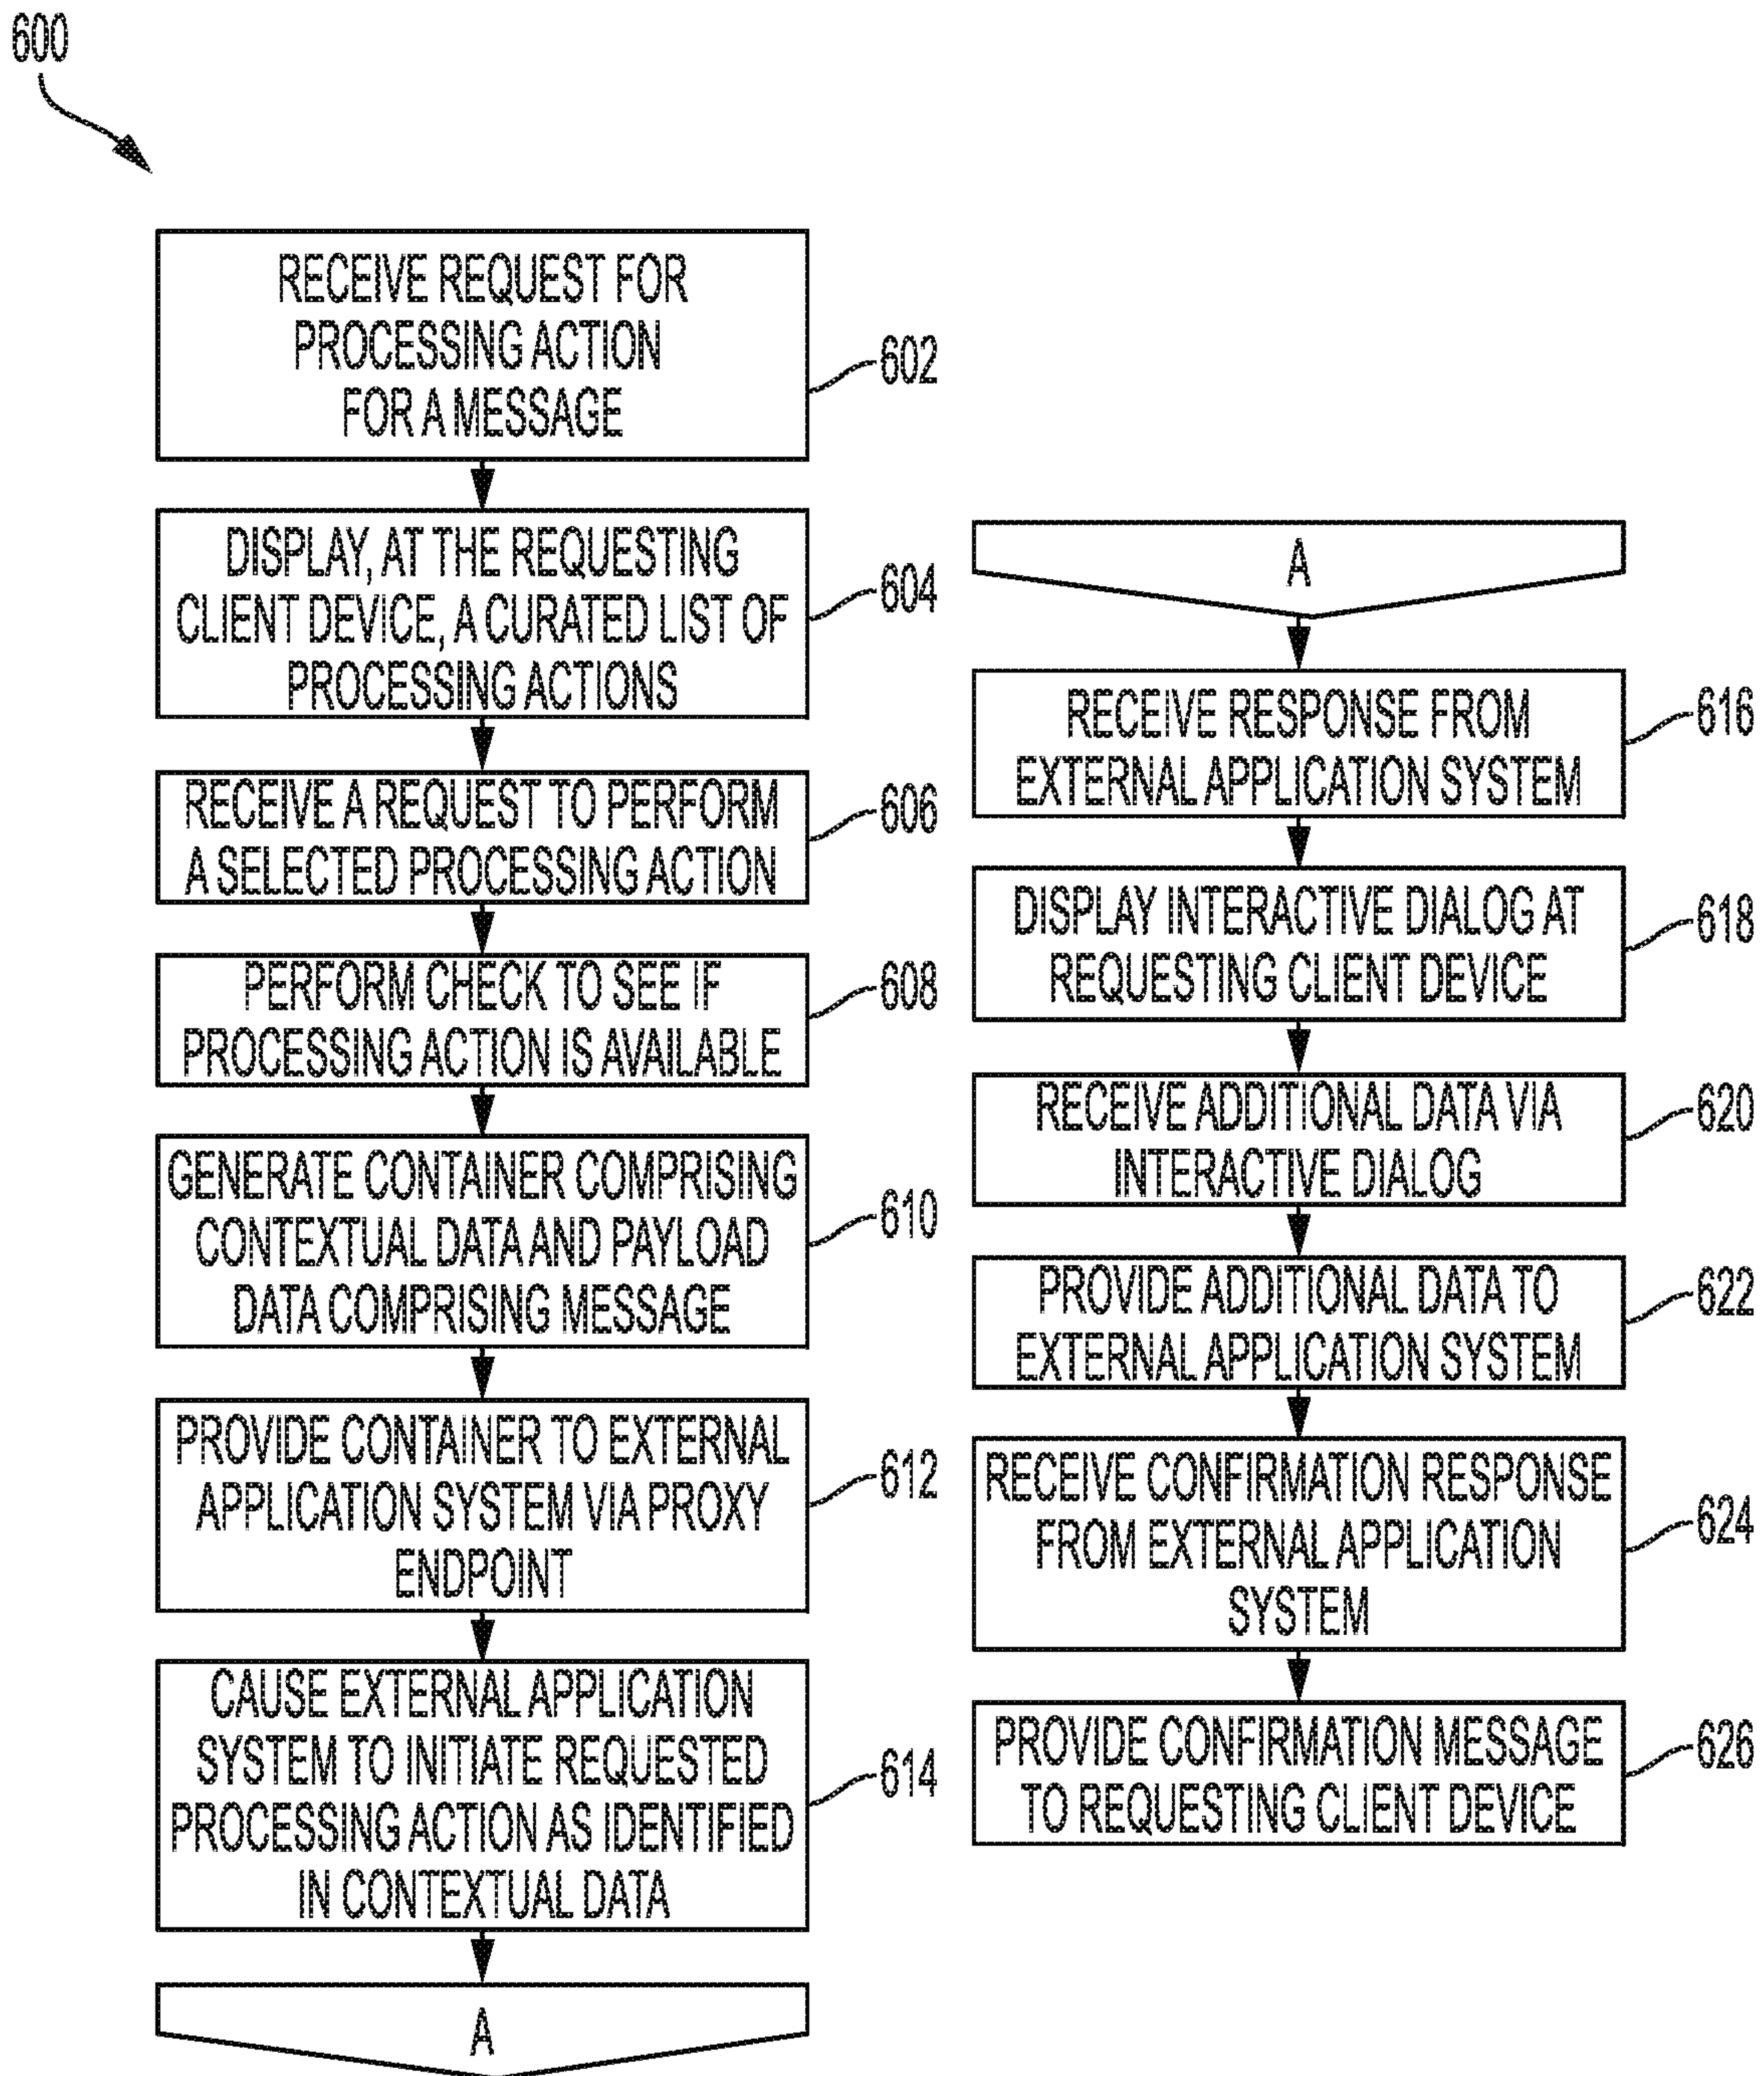 600
RECEIVE REQUEST FOR
PROCESSING ACTION
FOR A MESSAGE
602
DISPLAY, AT THE REQUESTING
CLIENT DEVICE, A CURATED LIST OF
PROCESSING ACTIONS
604
RECEIVE A REQUEST TO PERFORM
A SELECTED PROCESSING ACTION
606
PERFORM CHECK TO SEE IF
PROCESSING ACTION IS AVAILABLE
608
GENERATE CONTAINER COMPRISING
CONTEXTUAL DATA AND PAYLOAD
DATA COMPRISING MESSAGE
610
PROVIDE CONTAINER TO EXTERNAL
APPLICATION SYSTEM VIA PROXY
ENDPOINT
612
CAUSE EXTERNAL APPLICATION
SYSTEM TO INITIATE REQUESTED
PROCESSING ACTION AS IDENTIFIED
IN CONTEXTUAL DATA
614
A
A
RECEIVE RESPONSE FROM
EXTERNAL APPLICATION SYSTEM
616
DISPLAY INTERACTIVE DIALOG AT
REQUESTING CLIENT DEVICE
618
RECEIVE ADDITIONAL DATA VIA
INTERACTIVE DIALOG
620
PROVIDE ADDITIONAL DATA TO
EXTERNAL APPLICATION SYSTEM
622
RECEIVE CONFIRMATION RESPONSE
FROM EXTERNAL APPLICATION
SYSTEM
624
PROVIDE CONFIRMATION MESSAGE
TO REQUESTING CLIENT DEVICE
626